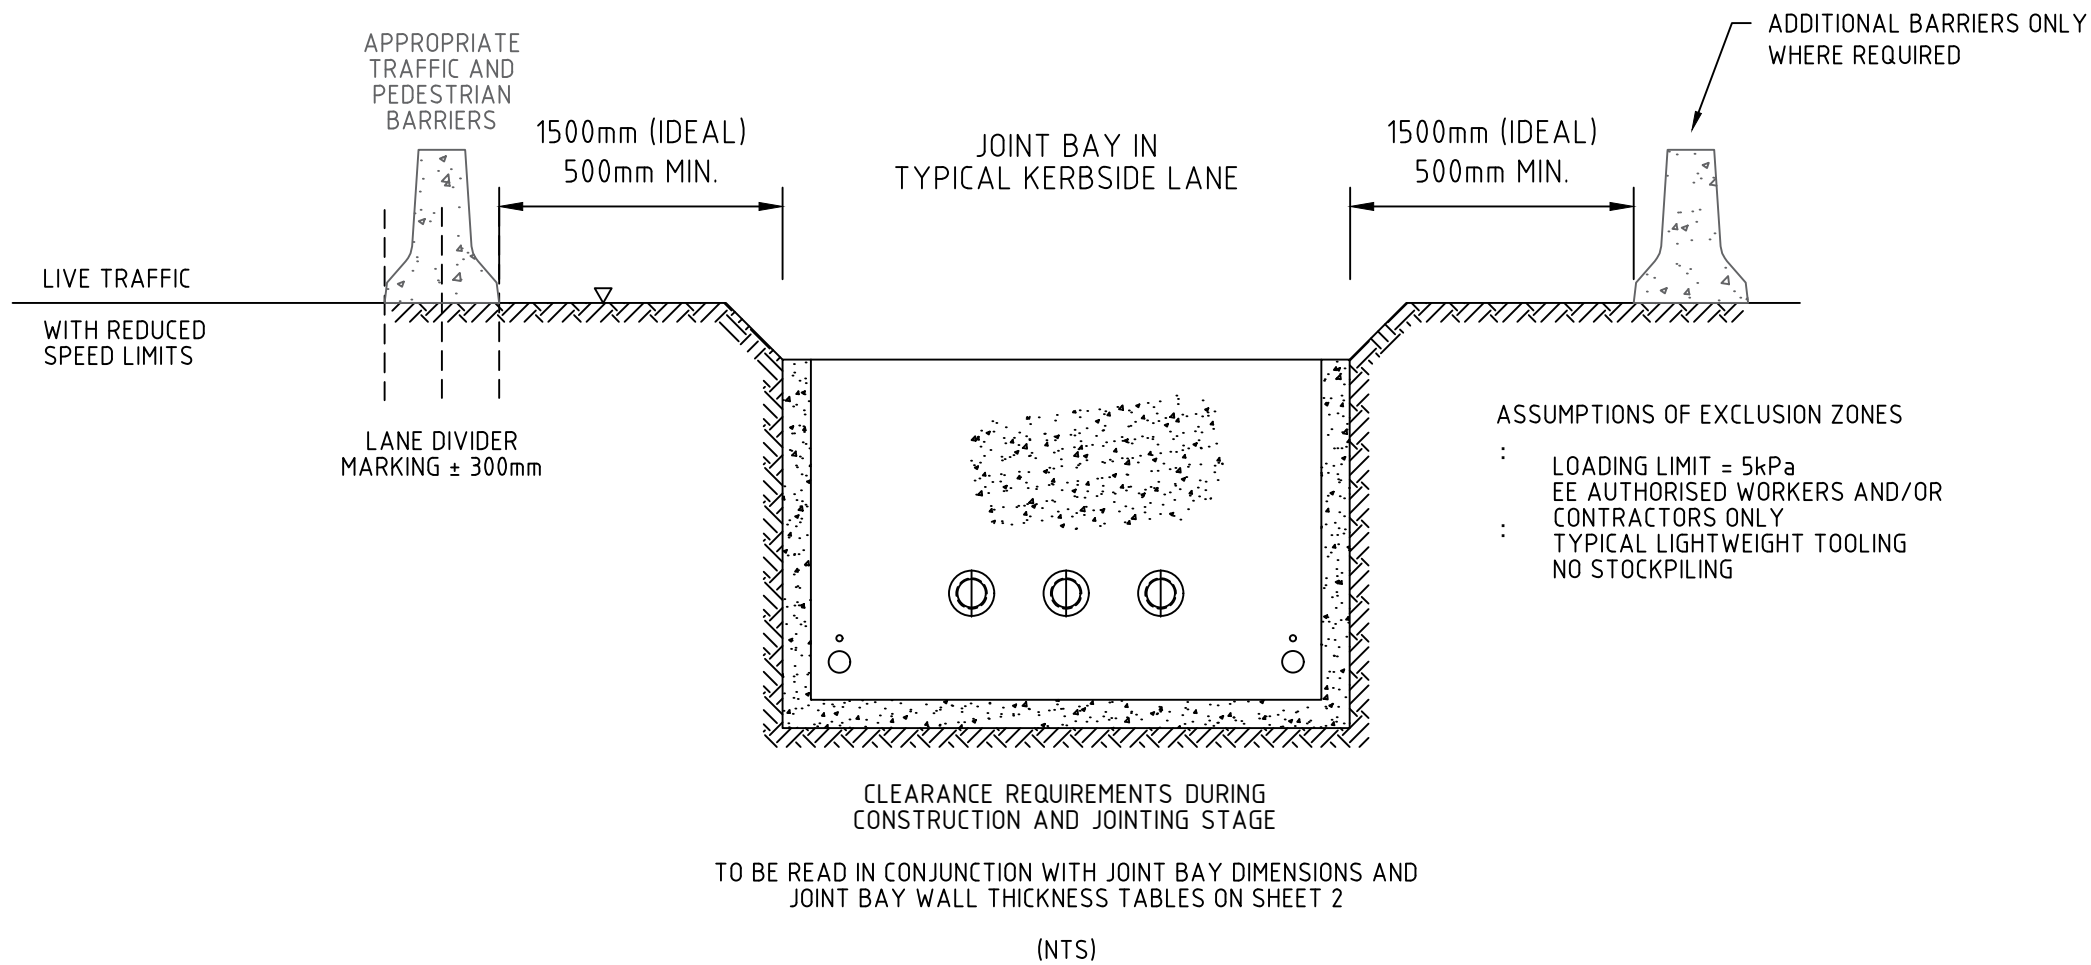 APPROPRIATE
TRAFFIC AND
PEDESTRIAN
BARRIERS
1500mm (IDEAL)
500mm MIN.
JOINT BAY IN
TYPICAL KERBSIDE LANE
1500mm (IDEAL)
500mm MIN.
ADDITIONAL BARRIERS ONLY
WHERE REQUIRED
LIVE TRAFFIC
WITH REDUCED
SPEED LIMITS
LANE DIVIDER
MARKING ± 300mm
ASSUMPTIONS OF EXCLUSION ZONES
:
LOADING LIMIT = 5kPa
EE AUTHORISED WORKERS AND/OR
CONTRACTORS ONLY
:
TYPICAL LIGHTWEIGHT TOOLING
NO STOCKPILING
CLEARANCE REQUIREMENTS DURING
CONSTRUCTION AND JOINTING STAGE
TO BE READ IN CONJUNCTION WITH JOINT BAY DIMENSIONS AND
JOINT BAY WALL THICKNESS TABLES ON SHEET 2
(NTS)